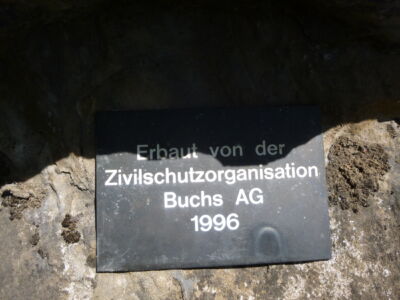 Erbaut von der
Zivilschutzorganisation
Buchs AG
1996